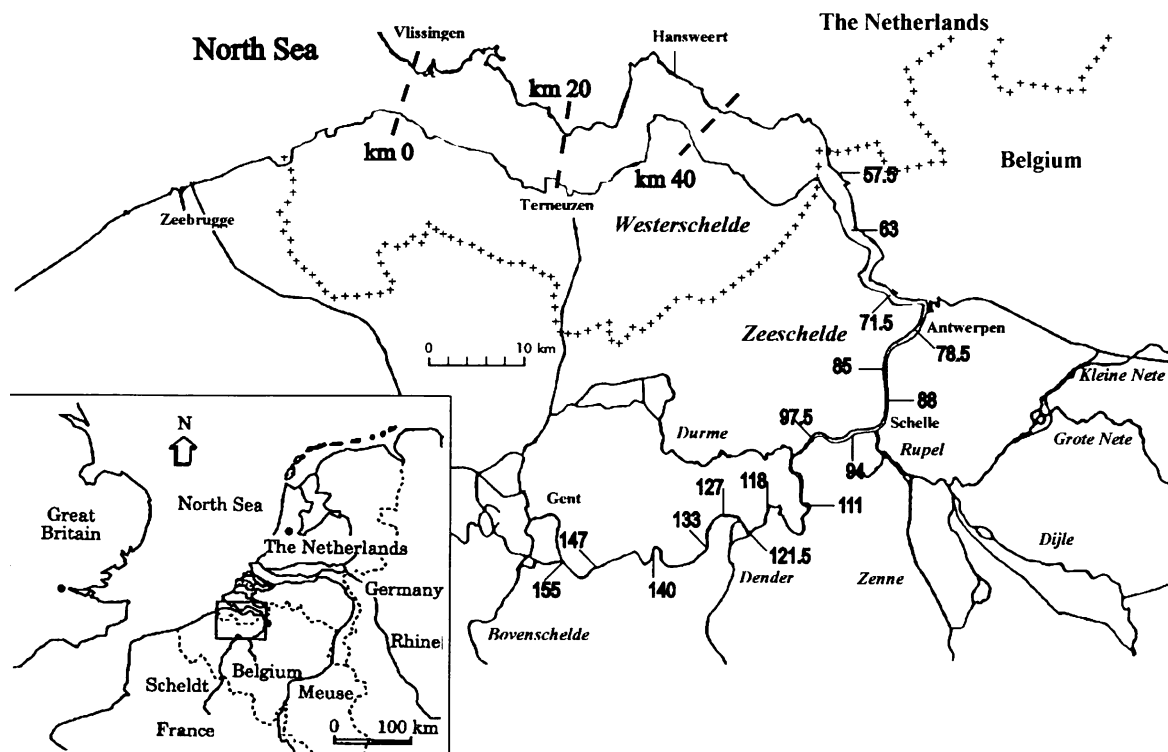 The Netherlands
Vlissingen
Hansweert
North Sea
km 20
km 0
km 40
Belgium
57.5
Terneuzen
Zeebrugge
Westerschelde
63
71.5
Zeeschelde
Antwerpen
78.5
0 10 km
85
Kleine Nete
88
97.5
Schelle
Durme
Rupel
Grote Nete
94
118
127
Gent
111
133
147
121.5
Dijle
155
140
Dender
Zenne
Bovenschelde
N
North Sea
Great
Britain
The Netherlands
Germany
Rhine
Belgium
Scheldt
Meuse
France
0 100 km